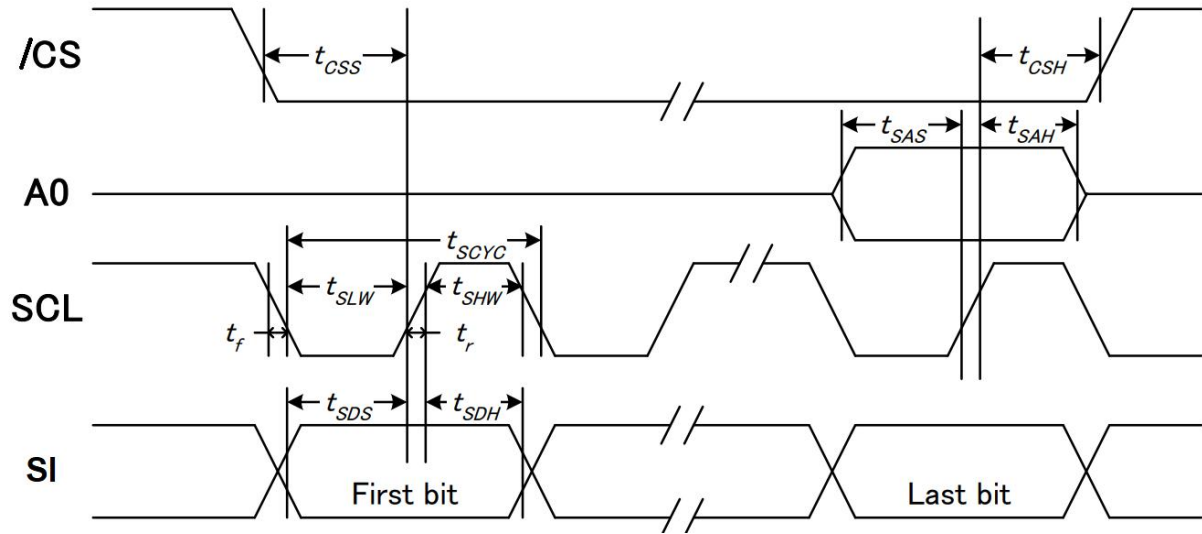 /CS
tCSS
tCSH
A0
tSAS
tSAH
SCL
tSCYC
tSLW
tSHW
tf
tr
SI
tSDS
tSDH
First bit
Last bit